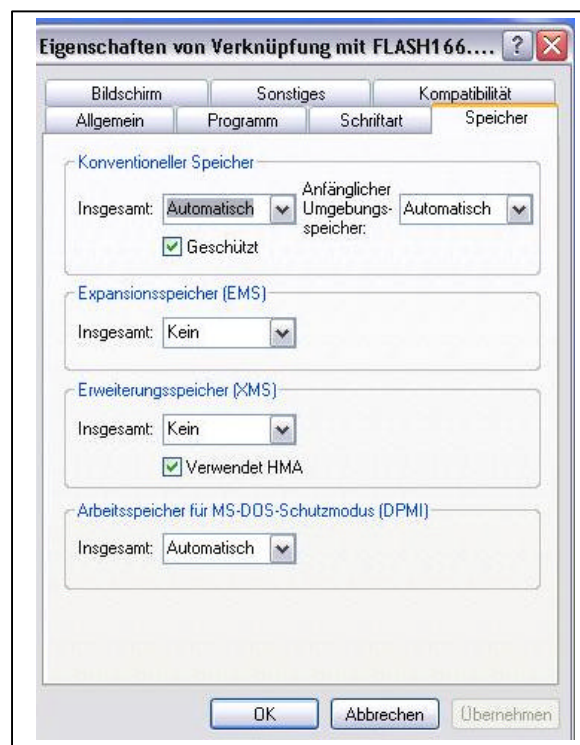 Eigenschaften von Verknüpfung mit FLASH166....
Bildschirm Sonstiges Kompatibilität
Allgemein Programm Schriftart Speicher
Konventioneller Speicher
Insgesamt: Automatisch
Anfänglicher
Umgebungs-
speicher:
Automatisch
Geschützt
Expansionsspeicher (EMS)
Insgesamt: Kein
Erweiterungsspeicher (XMS)
Insgesamt: Kein
Verwendet HMA
Arbeitsspeicher für MS-DOS-Schutzmodus (DPMI)
Insgesamt: Automatisch
OK Abbrechen Übernehmen